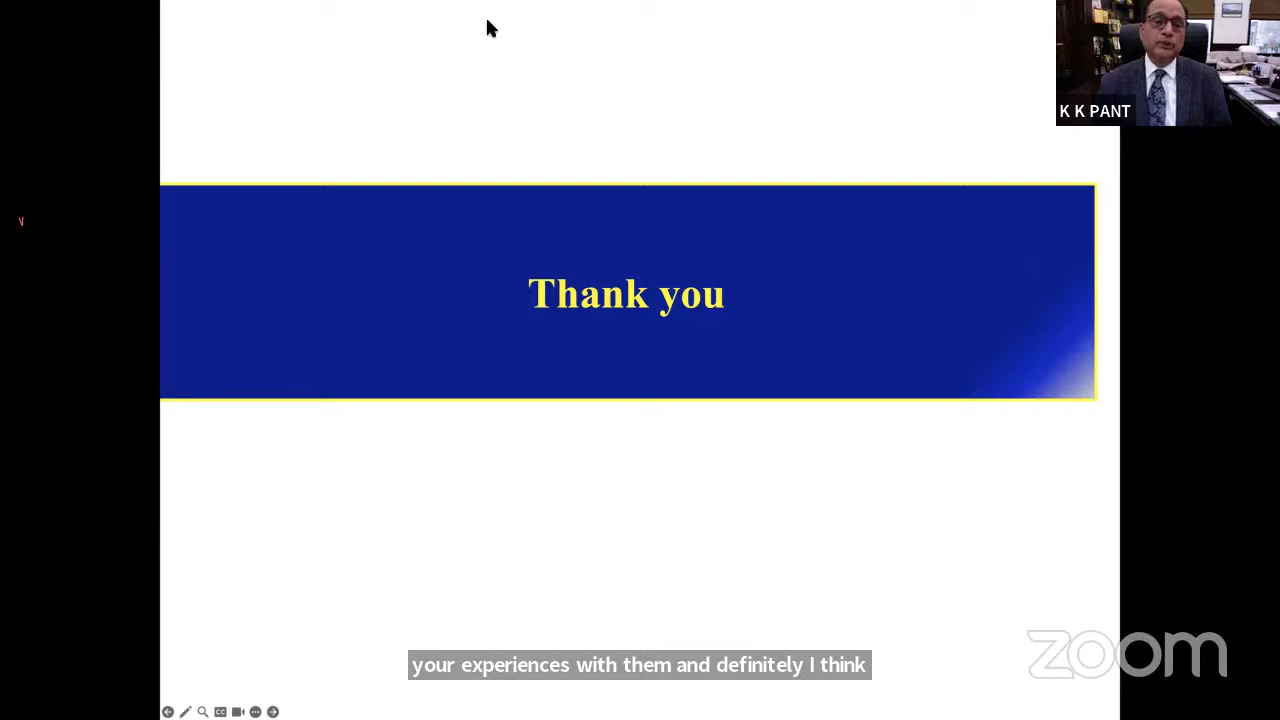 K K PANT
Thank you
your experiences with them and definitely I think
zoom